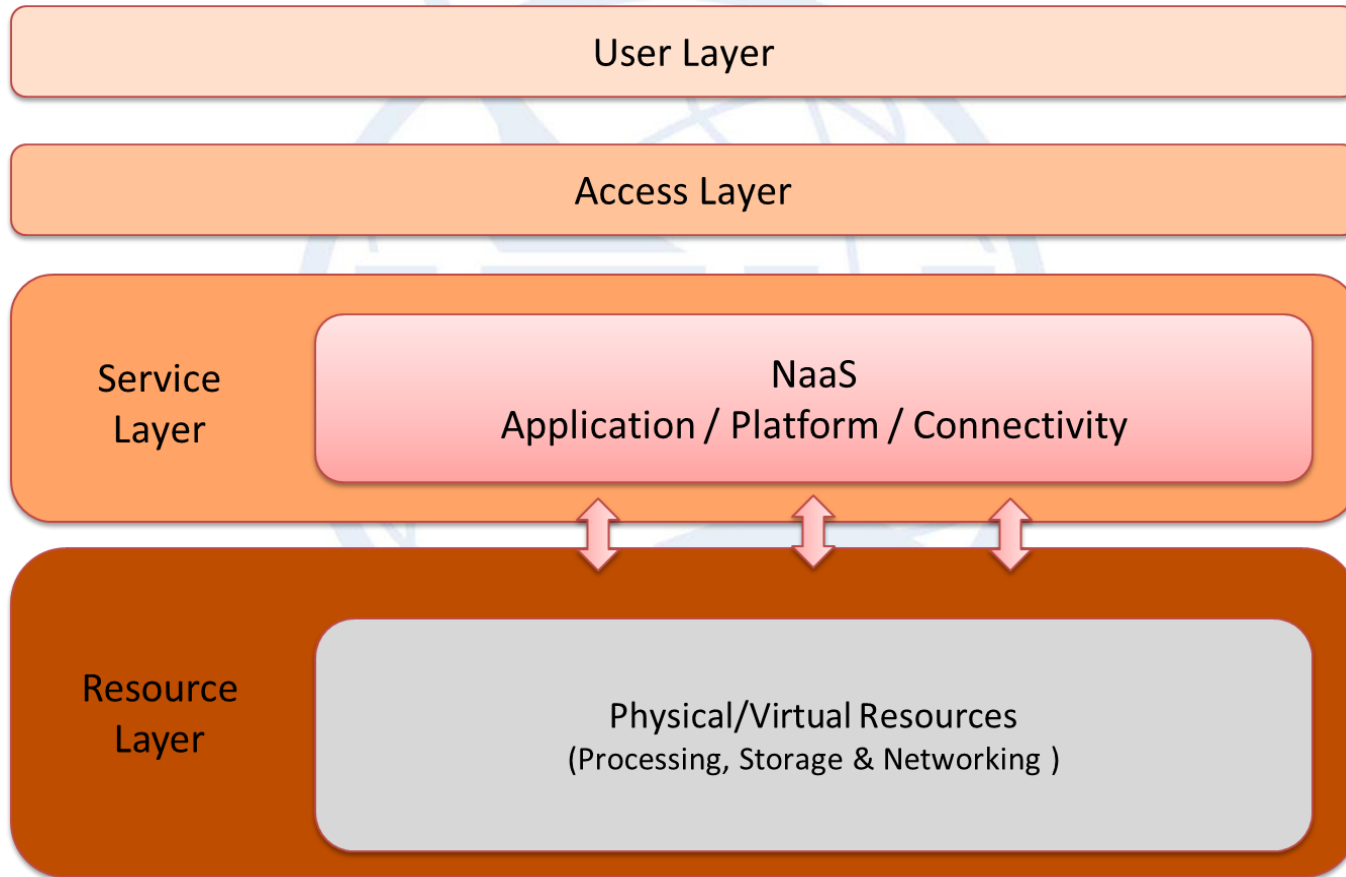 User Layer
Access Layer
Service
Layer
NaaS
Application / Platform / Connectivity
Resource
Layer
Physical/Virtual Resources
(Processing, Storage & Networking )